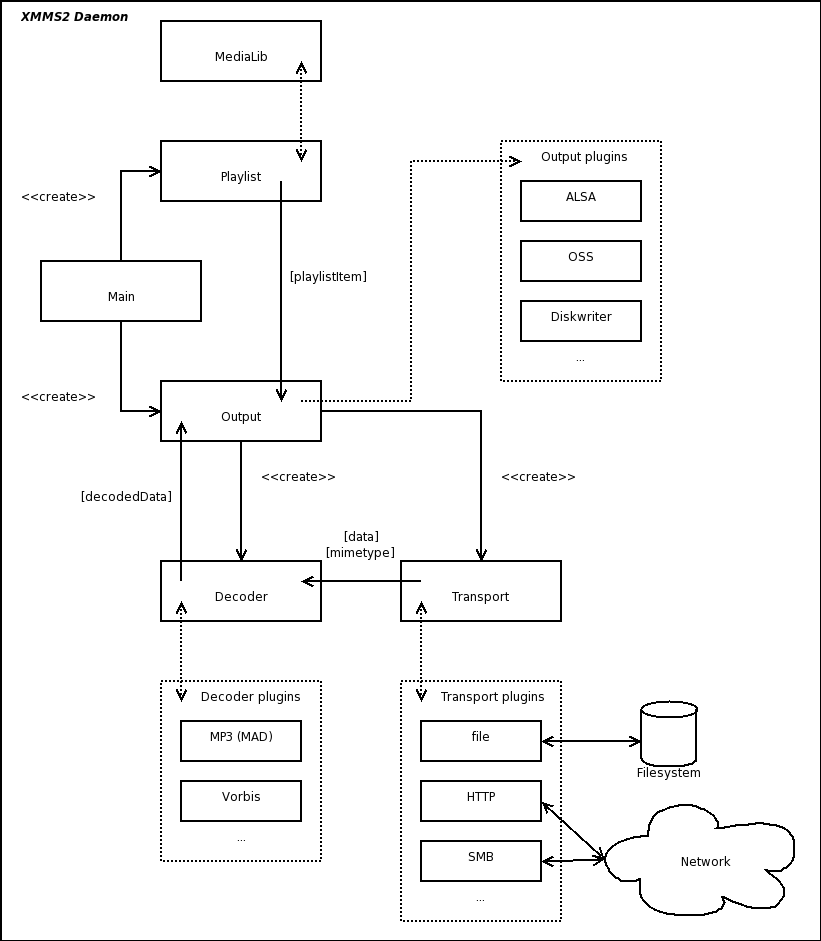 XMMS2 Daemon
MediaLib
Playlist
Output plugins
ALSA
OSS
Diskwriter
...
<<create>>
[playlistItem]
Main
<<create>>
Output
<<create>>
<<create>>
[decodedData]
[data]
[mimetype]
Decoder
Transport
Decoder plugins
MP3 (MAD)
Vorbis
...
Transport plugins
file
HTTP
SMB
...
Filesystem
Network